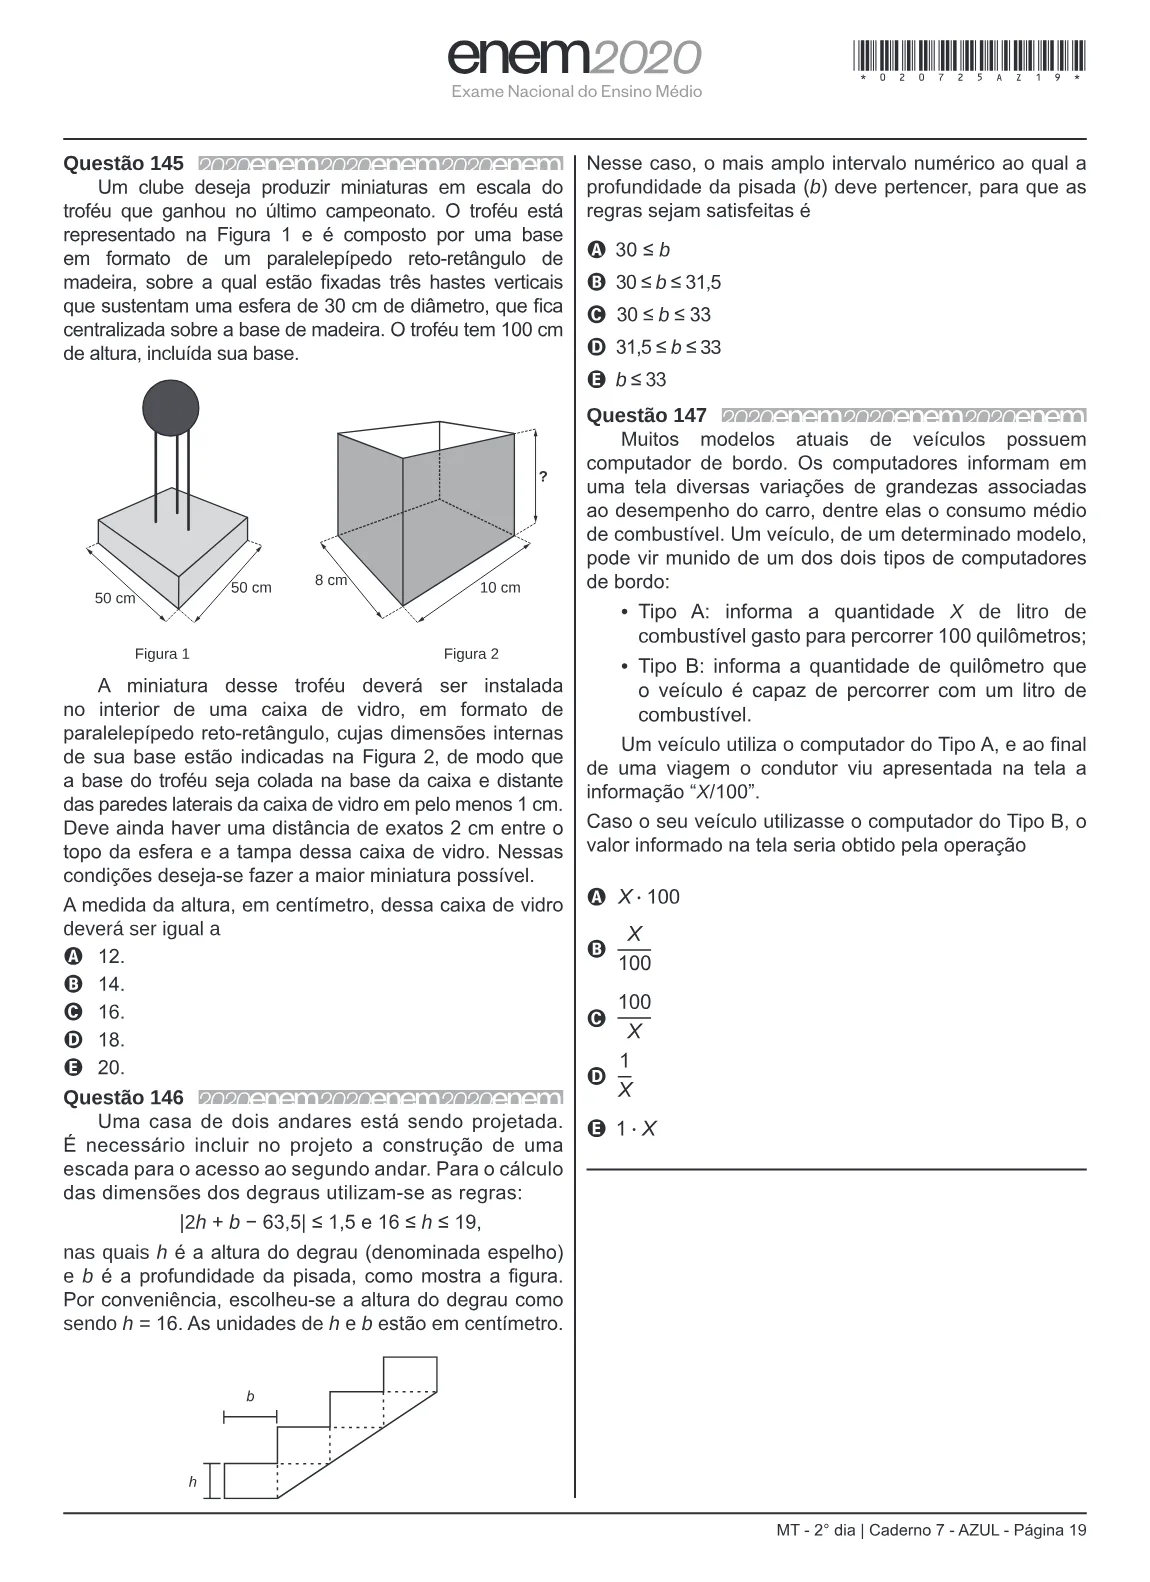 enem2020
Exame Nacional do Ensino Médio
*020725AZ19*
Questão 145 2020enem2020enem2020enem
Um clube deseja produzir miniaturas em escala do
troféu que ganhou no último campeonato. O troféu está
representado na Figura 1 e é composto por uma base
em formato de um paralelepípedo reto-retângulo de
madeira, sobre a qual estão fixadas três hastes verticais
que sustentam uma esfera de 30 cm de diâmetro, que fica
centralizada sobre a base de madeira. O troféu tem 100 cm
de altura, incluída sua base.
?
8 cm
10 cm
50 cm
50 cm
Figura 1
Figura 2
A miniatura desse troféu deverá ser instalada
no interior de uma caixa de vidro, em formato de
paralelepípedo reto-retângulo, cujas dimensões internas
de sua base estão indicadas na Figura 2, de modo que
a base do troféu seja colada na base da caixa e distante
das paredes laterais da caixa de vidro em pelo menos 1 cm.
Deve ainda haver uma distância de exatos 2 cm entre o
topo da esfera e a tampa dessa caixa de vidro. Nessas
condições deseja-se fazer a maior miniatura possível.
A medida da altura, em centímetro, dessa caixa de vidro
deverá ser igual a
A 12.
B 14.
C 16.
D 18.
E 20.
Questão 146 2020enem2020enem2020enem
Uma casa de dois andares está sendo projetada.
É necessário incluir no projeto a construção de uma
escada para o acesso ao segundo andar. Para o cálculo
das dimensões dos degraus utilizam-se as regras:
|2h + b − 63,5| ≤ 1,5 e 16 ≤ h ≤ 19,
nas quais h é a altura do degrau (denominada espelho)
e b é a profundidade da pisada, como mostra a figura.
Por conveniência, escolheu-se a altura do degrau como
sendo h = 16. As unidades de h e b estão em centímetro.
b
h
Nesse caso, o mais amplo intervalo numérico ao qual a
profundidade da pisada (b) deve pertencer, para que as
regras sejam satisfeitas é
A 30 ≤ b
B 30 ≤ b ≤ 31,5
C 30 ≤ b ≤ 33
D 31,5 ≤ b ≤ 33
E b ≤ 33
Questão 147 2020enem2020enem2020enem
Muitos modelos atuais de veículos possuem
computador de bordo. Os computadores informam em
uma tela diversas variações de grandezas associadas
ao desempenho do carro, dentre elas o consumo médio
de combustível. Um veículo, de um determinado modelo,
pode vir munido de um dos dois tipos de computadores
de bordo:
• Tipo A: informa a quantidade X de litro de
combustível gasto para percorrer 100 quilômetros;
• Tipo B: informa a quantidade de quilômetro que
o veículo é capaz de percorrer com um litro de
combustível.
Um veículo utiliza o computador do Tipo A, e ao final
de uma viagem o condutor viu apresentada na tela a
informação “X/100”.
Caso o seu veículo utilizasse o computador do Tipo B, o
valor informado na tela seria obtido pela operação
A X · 100
B X/100
C 100/X
D 1/X
E 1 · X
MT - 2° dia | Caderno 7 - AZUL - Página 19